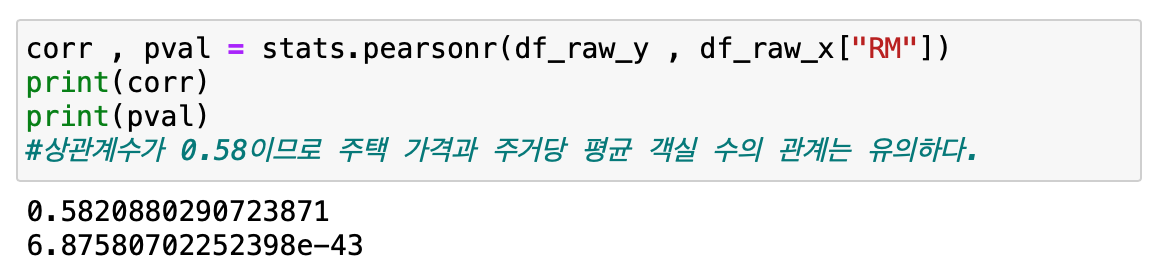 corr , pval = stats.pearsonr(df_raw_y , df_raw_x["RM"])
print(corr)
print(pval)
#상관계수가 0.58이므로 주택 가격과 주거당 평균 객실 수의 관계는 유의하다.
0.5820880290723871
6.87580702252398e-43